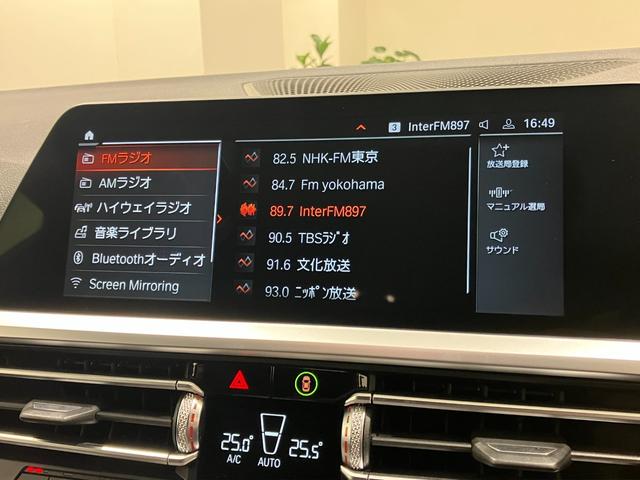 3 InterFM897 16:49
FMラジオ
AMラジオ
ハイウェイラジオ
音楽ライブラリ
Bluetoothオーディオ
Screen Mirroring
82.5 NHK-FM東京
84.7 Fm yokohama
89.7 InterFM897
90.5 TBSﾗｼﾞｵ
91.6 文化放送
93.0 ﾆｯﾎﾟﾝ放送
放送局登録
マニュアル選局
サウンド
25.0
A/C
AUTO
25.5